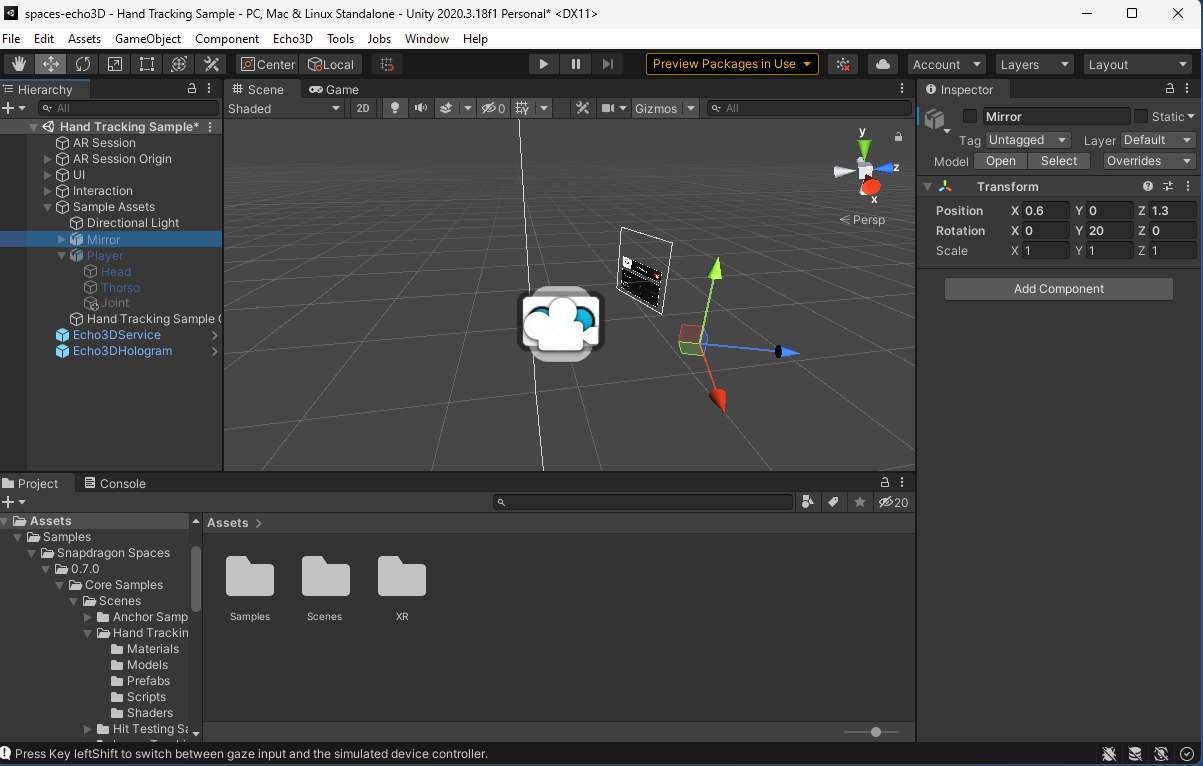 spaces-echo3D - Hand Tracking Sample - PC, Mac & Linux Standalone - Unity 2020.3.18f1 Personal* <DX11>
File Edit Assets GameObject Component Echo3D Tools Jobs Window Help
Center Local Preview Packages in Use Account Layers Layout
Hierarchy
All
Hand Tracking Sample*
AR Session
AR Session Origin
UI
Interaction
Sample Assets
Directional Light
Mirror
Player
Head
Thorso
Joint
Hand Tracking Sample C
Echo3DService
Echo3DHologram
Scene Game
Shaded 2D 0 Gizmos All
y
z
x
Persp
Inspector
Mirror Static
Tag Untagged Layer Default
Model Open Select Overrides
Transform
Position X 0.6 Y 0 Z 1.3
Rotation X 0 Y 20 Z 0
Scale X 1 Y 1 Z 1
Add Component
Project Console
20
Assets
Samples
Snapdragon Spaces
0.7.0
Core Samples
Scenes
Anchor Samp
Hand Trackin
Materials
Models
Prefabs
Scripts
Shaders
Hit Testing Sa
Assets
Samples Scenes XR
Press Key leftShift to switch between gaze input and the simulated device controller.